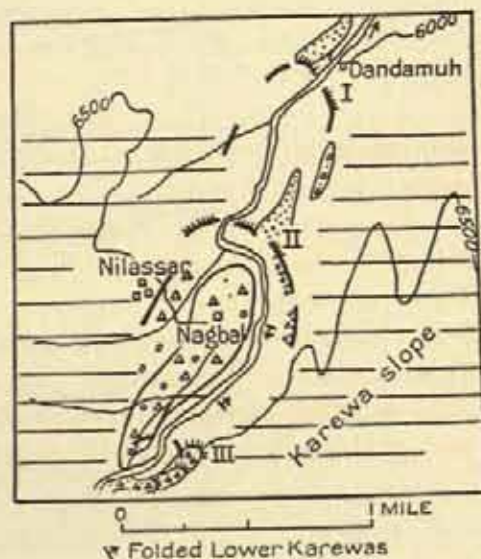 6000
Dandamuh
I
6500
6500
II
Nilassar
Nagbal
Karewa slope
III
0
1 MILE
Folded Lower Karewas